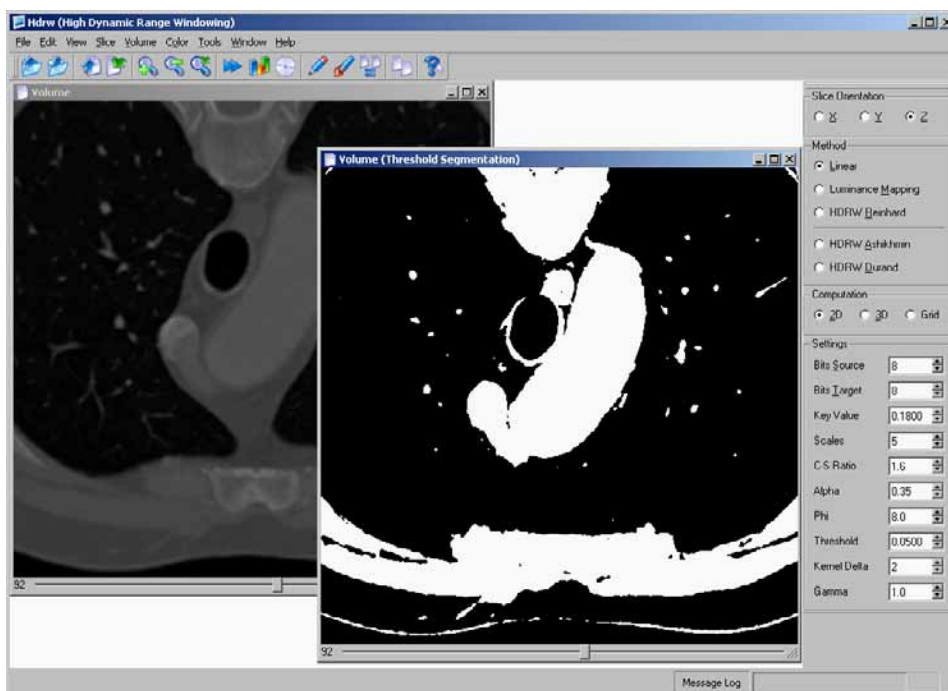 Hdrw (High Dynamic Range Windowing)
File Edit View Slice Volume Color Tools Window Help
Volume
Volume (Threshold Segmentation)
92
92
Slice Orientation
X Y Z
Method
Linear
Luminance Mapping
HDRW Reinhard
HDRW Ashikhmin
HDRW Durand
Computation
2D 3D Grid
Settings
Bits Source 8
Bits Target 8
Key Value 0.1800
Scales 5
C-S Ratio 1.6
Alpha 0.35
Phi 8.0
Threshold 0.0500
Kernel Delta 2
Gamma 1.0
Message Log